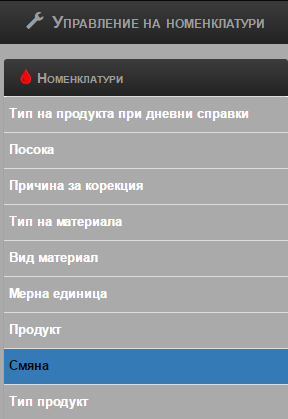 Управление на номенклатури
Номенклатури
Тип на продукта при дневни справки
Посока
Причина за корекция
Тип на материала
Вид материал
Мерна единица
Продукт
Смяна
Тип продукт